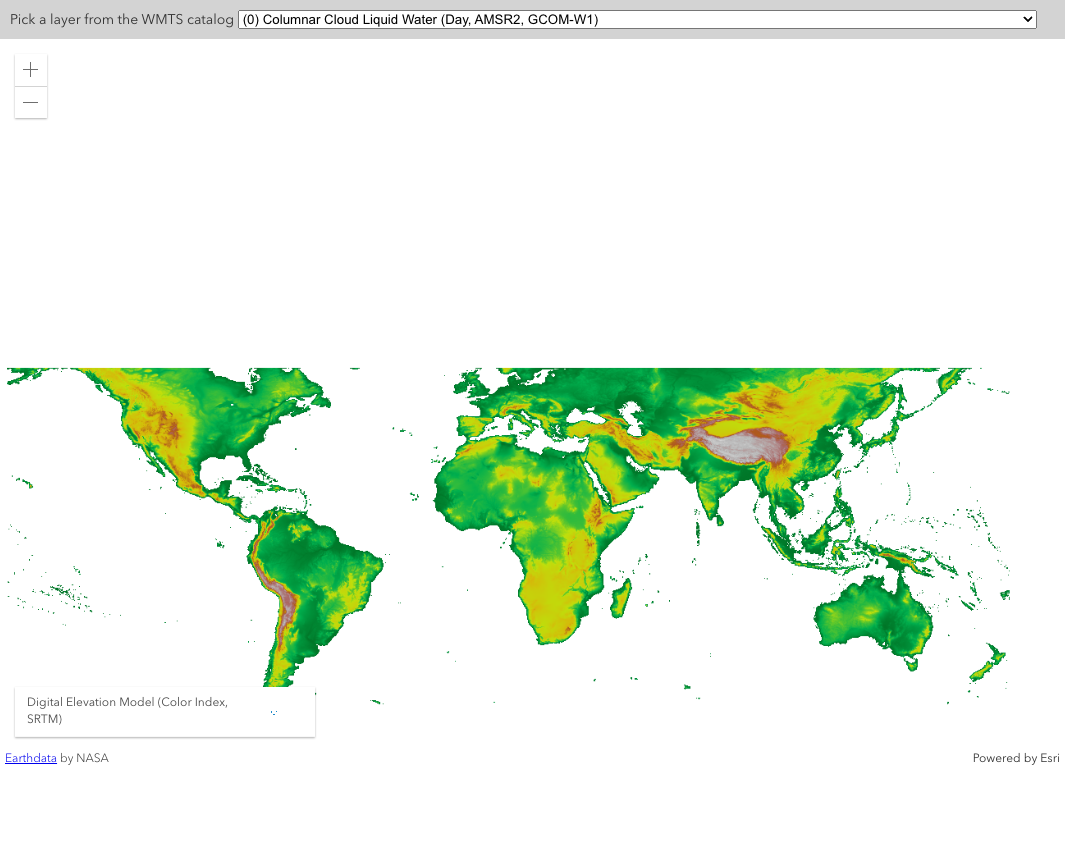 Pick a layer from the WMTS catalog (0) Columnar Cloud Liquid Water (Day, AMSR2, GCOM-W1)
Digital Elevation Model (Color Index,
SRTM)
Earthdata by NASA
Powered by Esri